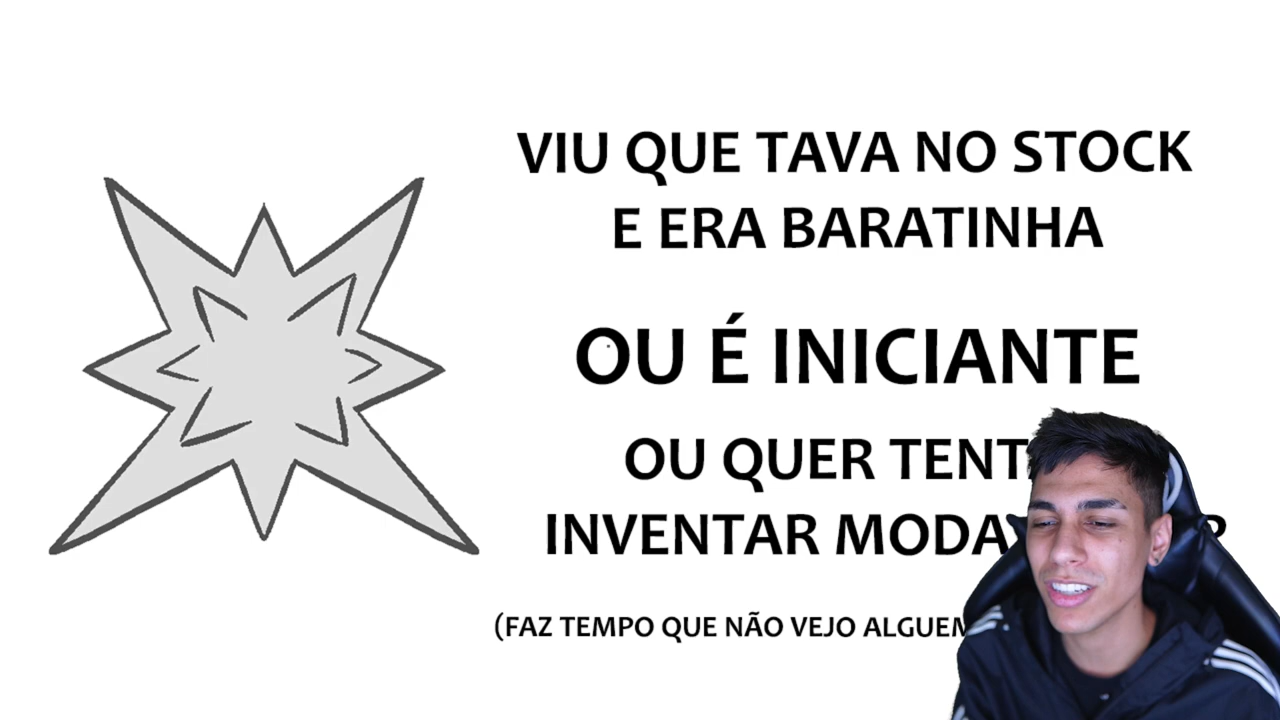 VIU QUE TAVA NO STOCK
E ERA BARATINHA
OU É INICIANTE
OU QUER
INVENTAR MODA
(FAZ TEMPO QUE NÃO VEJO ALGUEM